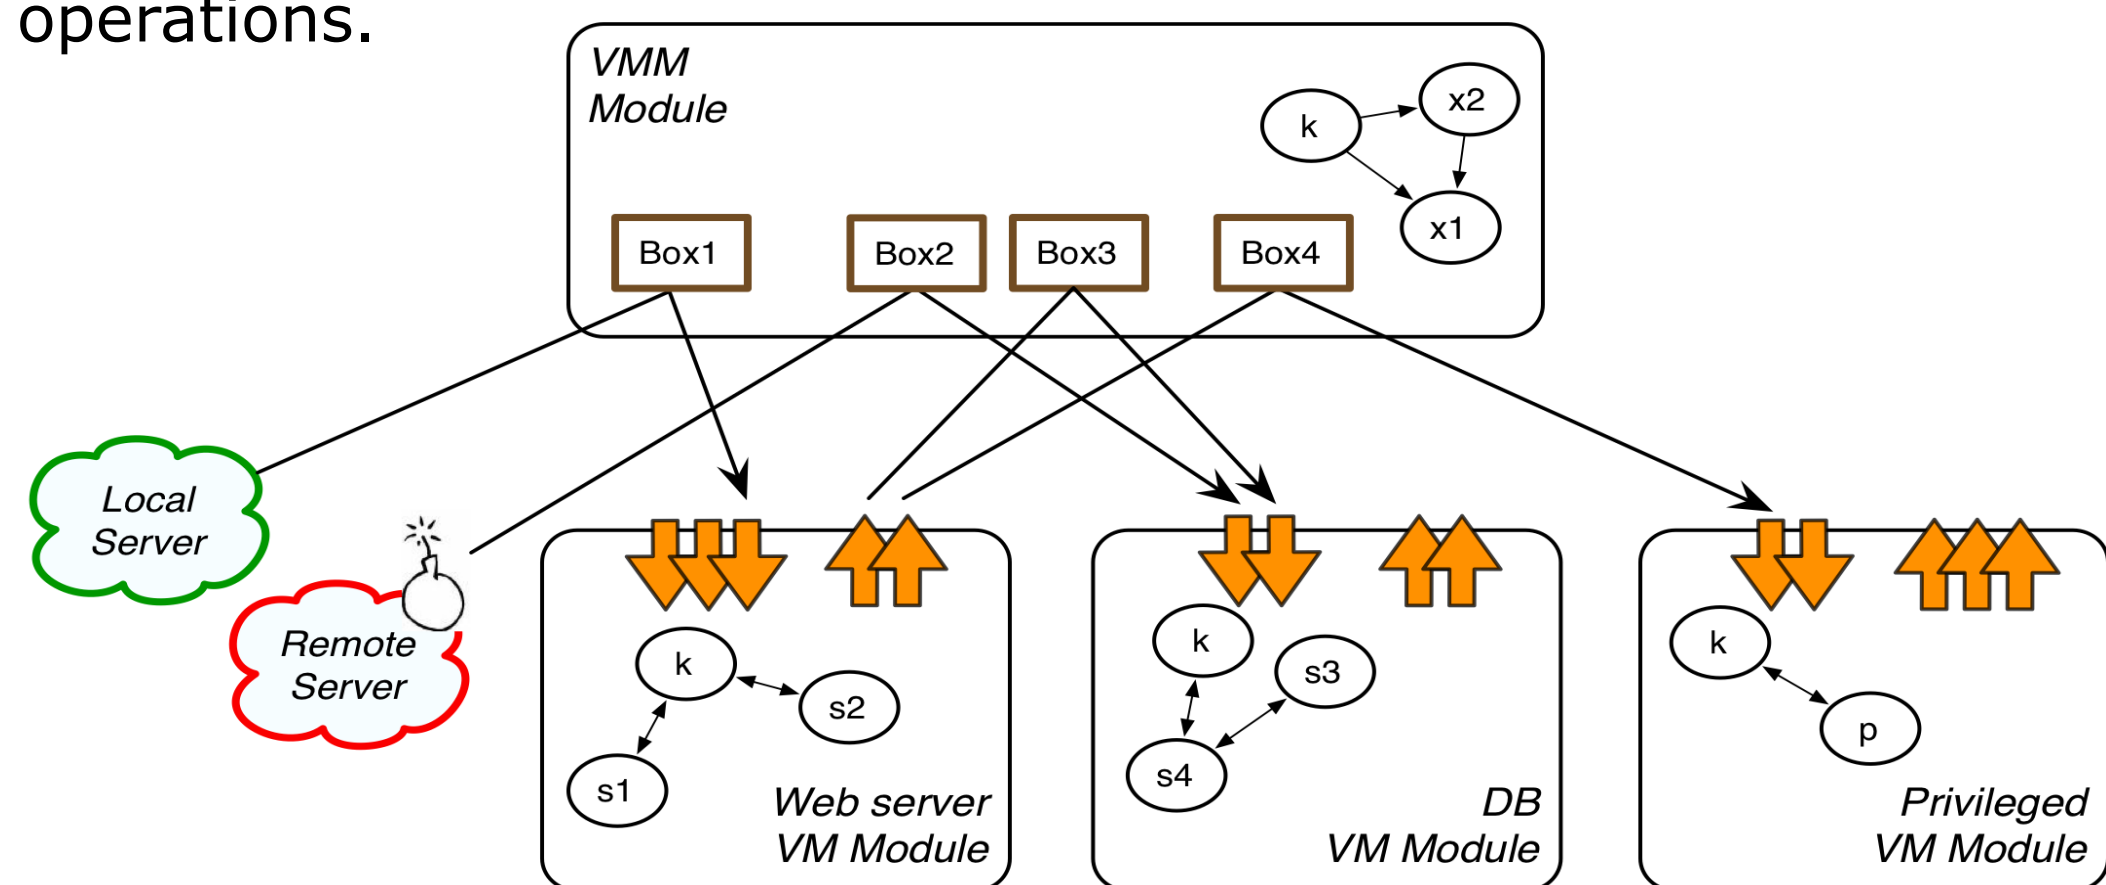 operations.
VMM
Module
k
x2
x1
Box1
Box2
Box3
Box4
Local
Server
Remote
Server
k
s2
s1
Web server
VM Module
k
s3
s4
DB
VM Module
k
p
Privileged
VM Module